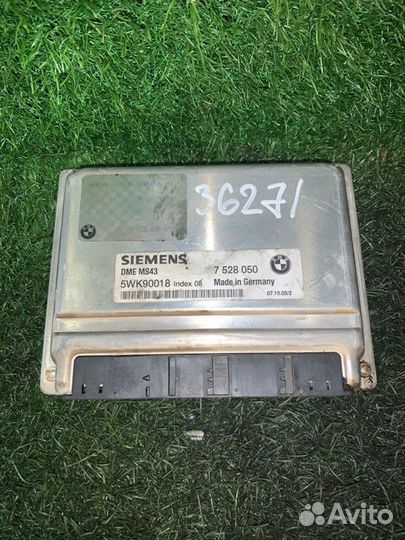 36271
SIEMENS
7 528 050
DME MS43
5WK90018 Index 08
Made in Germany
07.10.03/2
Avito